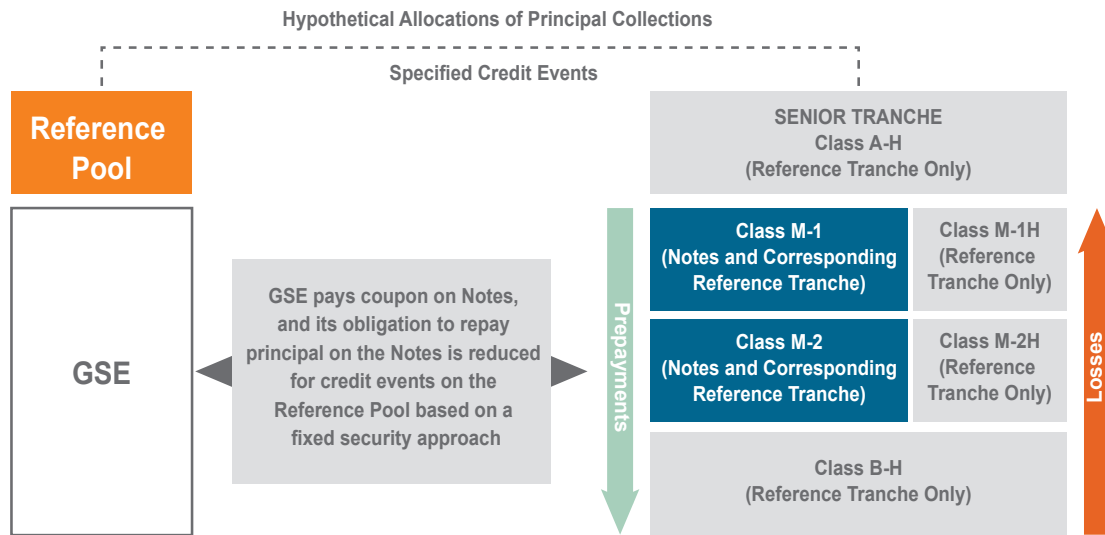 Hypothetical Allocations of Principal Collections
Specified Credit Events
Reference
Pool
SENIOR TRANCHE
Class A-H
(Reference Tranche Only)
GSE
GSE pays coupon on Notes,
and its obligation to repay
principal on the Notes is reduced
for credit events on the
Reference Pool based on a
fixed security approach
Prepayments
Class M-1
(Notes and Corresponding
Reference Tranche)
Class M-1H
(Reference
Tranche Only)
Class M-2
(Notes and Corresponding
Reference Tranche)
Class M-2H
(Reference
Tranche Only)
Class B-H
(Reference Tranche Only)
Losses